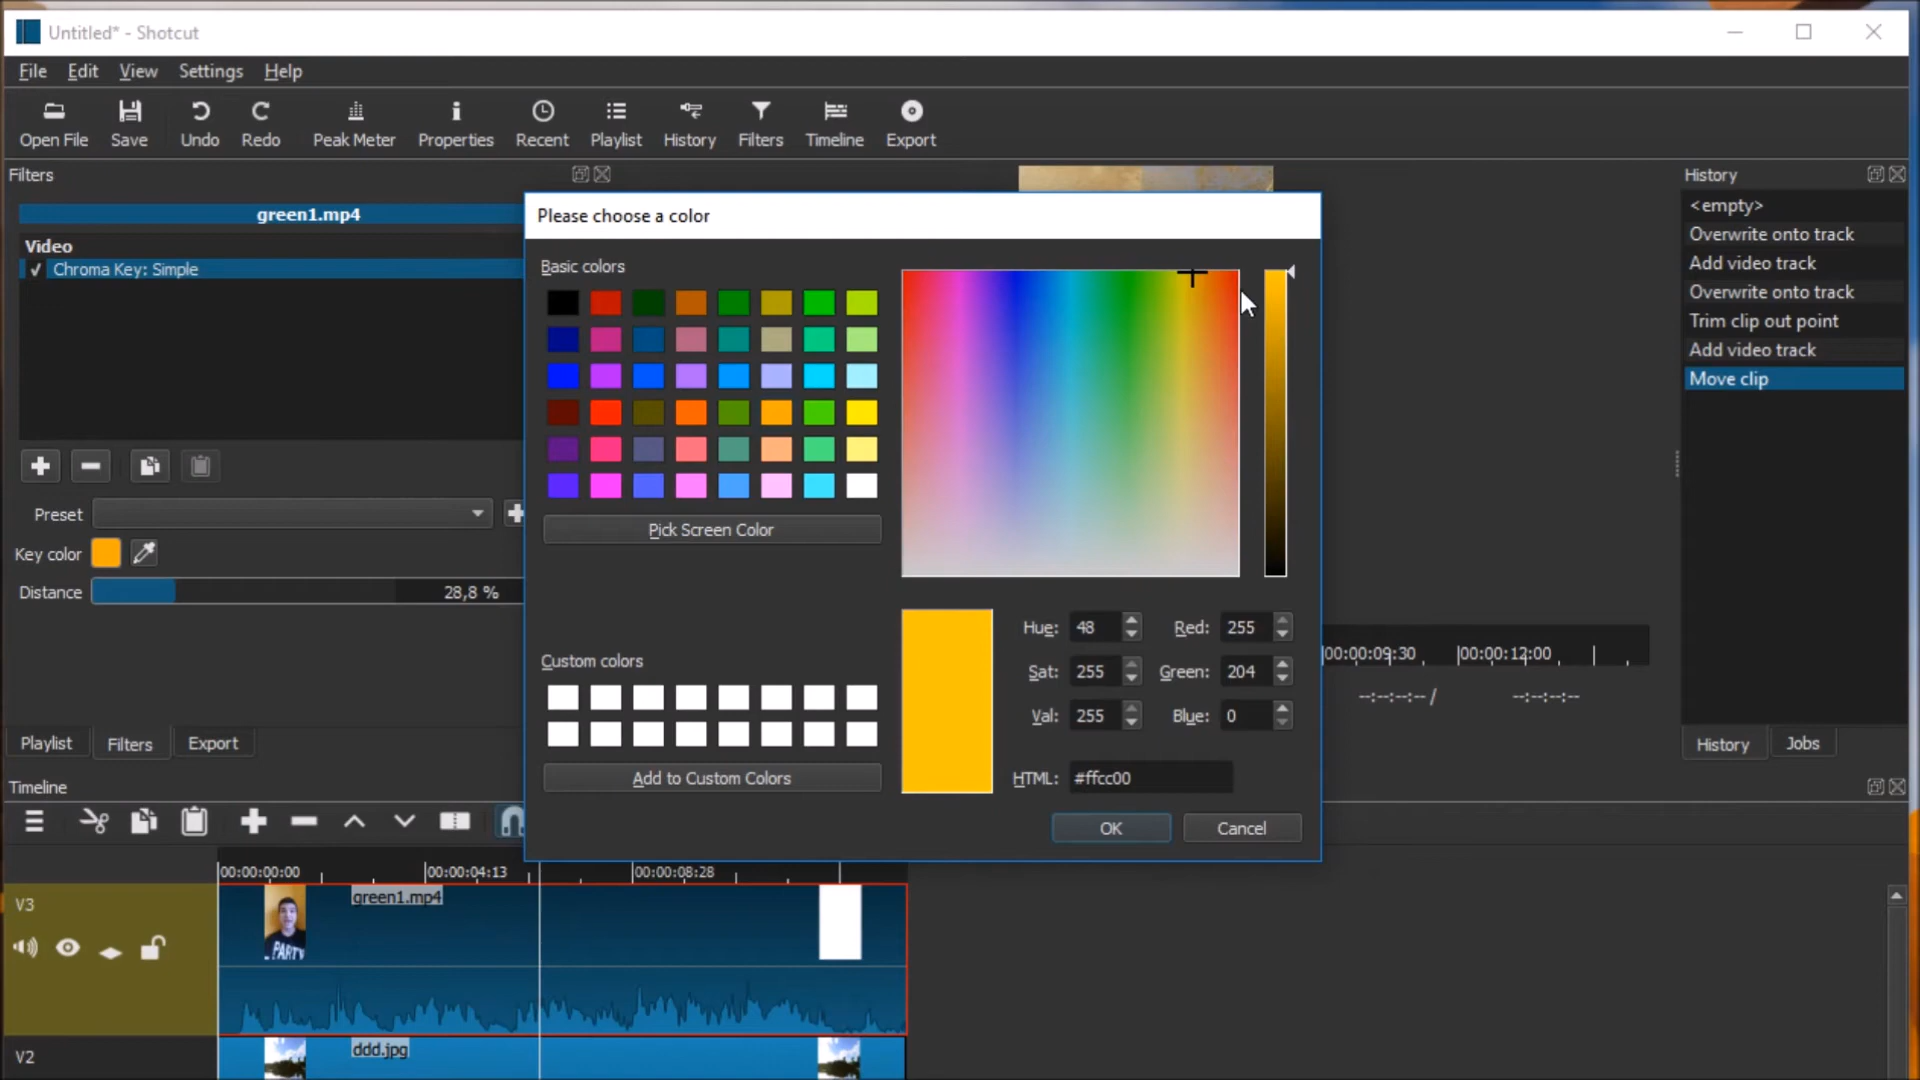 Untitled* - Shotcut
File Edit View Settings Help
Open File Save Undo Redo Peak Meter Properties Recent Playlist History Filters Timeline Export
Filters
green1.mp4
Video
✓ Chroma Key: Simple
Preset
Key color
Distance 28,8 %
Playlist Filters Export
Please choose a color
Basic colors
Pick Screen Color
Custom colors
Add to Custom Colors
Hue: 48 Red: 255
Sat: 255 Green: 204
Val: 255 Blue: 0
HTML: #ffcc00
OK Cancel
00:00:09:30 00:00:12:00
--:--:--:-- / --:--:--:--
History
<empty>
Overwrite onto track
Add video track
Overwrite onto track
Trim clip out point
Add video track
Move clip
History Jobs
Timeline
00:00:00:00 00:00:04:13 00:00:08:28
V3 green1.mp4
PARTY
V2 ddd.jpg